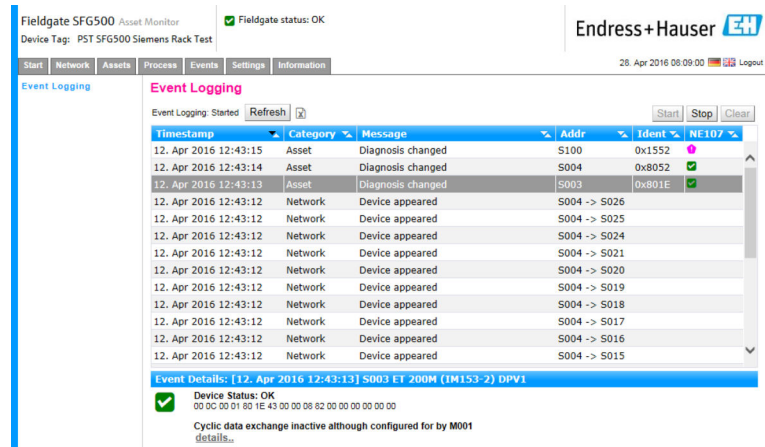 Fieldgate SFG500 Asset Monitor
Fieldgate status: OK
Device Tag: PST SFG500 Siemens Rack Test
Endress+Hauser EH
Start Network Assets Process Events Settings Information
28. Apr 2016 08:09:00 Logout
Event Logging
Event Logging
Event Logging: Started Refresh Start Stop Clear
Timestamp Category Message Addr Ident NE107
12. Apr 2016 12:43:15 Asset Diagnosis changed S100 0x1552
12. Apr 2016 12:43:14 Asset Diagnosis changed S004 0x8052
12. Apr 2016 12:43:13 Asset Diagnosis changed S003 0x801E
12. Apr 2016 12:43:12 Network Device appeared S004 -> S026
12. Apr 2016 12:43:12 Network Device appeared S004 -> S025
12. Apr 2016 12:43:12 Network Device appeared S004 -> S024
12. Apr 2016 12:43:12 Network Device appeared S004 -> S021
12. Apr 2016 12:43:12 Network Device appeared S004 -> S020
12. Apr 2016 12:43:12 Network Device appeared S004 -> S019
12. Apr 2016 12:43:12 Network Device appeared S004 -> S018
12. Apr 2016 12:43:12 Network Device appeared S004 -> S017
12. Apr 2016 12:43:12 Network Device appeared S004 -> S016
12. Apr 2016 12:43:12 Network Device appeared S004 -> S015
Event Details: [12. Apr 2016 12:43:13] S003 ET 200M (IM153-2) DPV1
Device Status: OK
00 0C 00 01 80 1E 43 00 00 08 82 00 00 00 00 00 00
Cyclic data exchange inactive although configured for by M001
details..